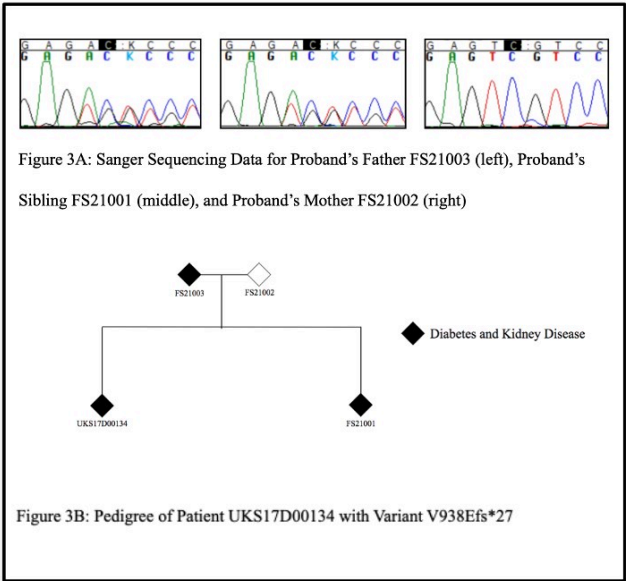 G A G A C : K C C C
G A G A C K C C C
G A G A C : K C C C
G A G A C K C C C
G A G T C : G T C C
G A G T C G T C C
Figure 3A: Sanger Sequencing Data for Proband's Father FS21003 (left), Proband's
Sibling FS21001 (middle), and Proband's Mother FS21002 (right)
FS21003
FS21002
Diabetes and Kidney Disease
UKS17D00134
FS21001
Figure 3B: Pedigree of Patient UKS17D00134 with Variant V938Efs*27